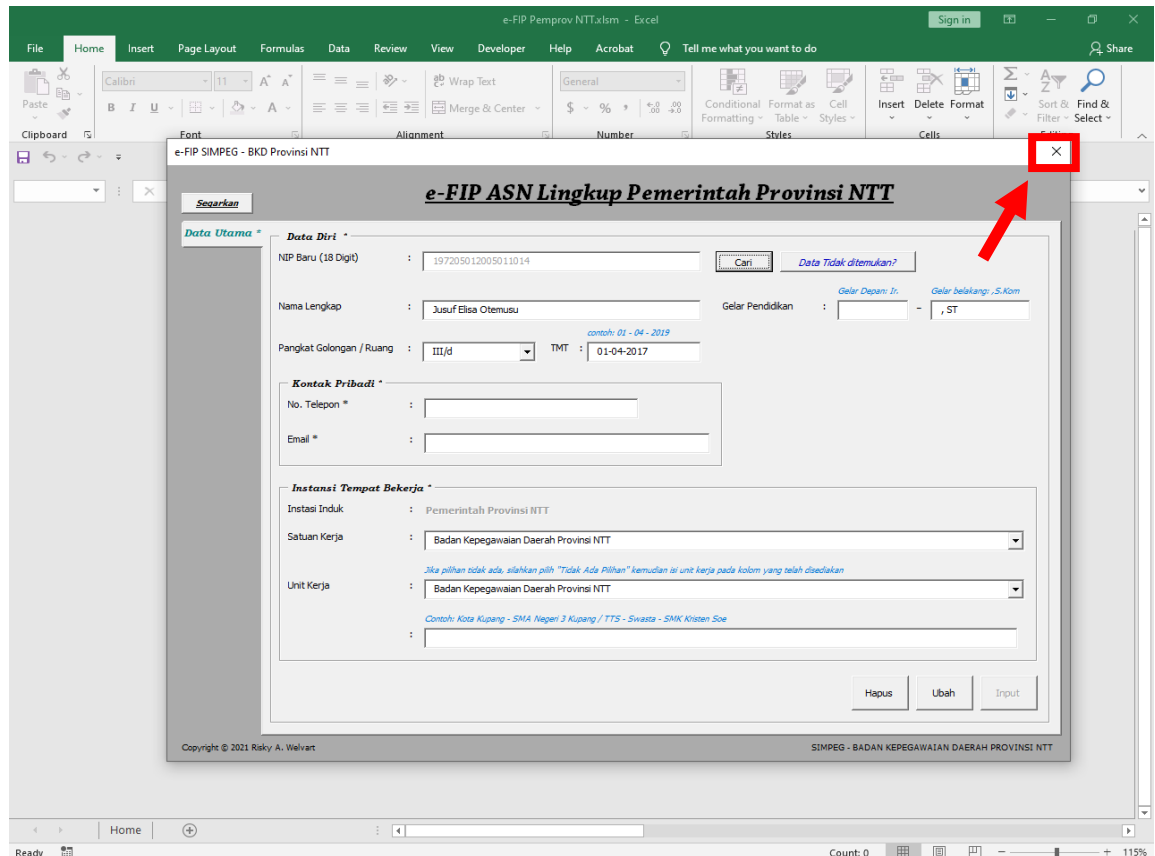 e-FIP Pemprov NTT.xlsm - Excel
Sign in
File Home Insert Page Layout Formulas Data Review View Developer Help Acrobat Tell me what you want to do Share
Paste
Calibri 11
B I U
Wrap Text
Merge & Center
General
$ % ,
Conditional Formatting
Format as Table
Cell Styles
Insert Delete Format
Sort & Filter
Find & Select
Clipboard Font Alignment Number Styles Cells
e-FIP SIMPEG - BKD Provinsi NTT
Segarkan
e-FIP ASN Lingkup Pemerintah Provinsi NTT
Data Utama *
Data Diri *
NIP Baru (18 Digit) : 197205012005011014 Cari Data Tidak ditemukan?
Gelar Depan: Ir. Gelar belakang: ,S.Kom
Nama Lengkap : Jusuf Elisa Otemusu Gelar Pendidikan : - , ST
contoh: 01 - 04 - 2019
Pangkat Golongan / Ruang : III/d TMT : 01-04-2017
Kontak Pribadi *
No. Telepon * :
Email * :
Instansi Tempat Bekerja *
Instasi Induk : Pemerintah Provinsi NTT
Satuan Kerja : Badan Kepegawaian Daerah Provinsi NTT
Jika pilihan tidak ada, silahkan pilih "Tidak Ada Pilihan" kemudian isi unit kerja pada kolom yang telah disediakan
Unit Kerja : Badan Kepegawaian Daerah Provinsi NTT
Contoh: Kota Kupang - SMA Negeri 3 Kupang / TTS - Swasta - SMK Kristen Soe
:
Hapus Ubah Input
Copyright © 2021 Risky A. Welvart
SIMPEG - BADAN KEPEGAWAIAN DAERAH PROVINSI NTT
Home
Ready
Count: 0
115%